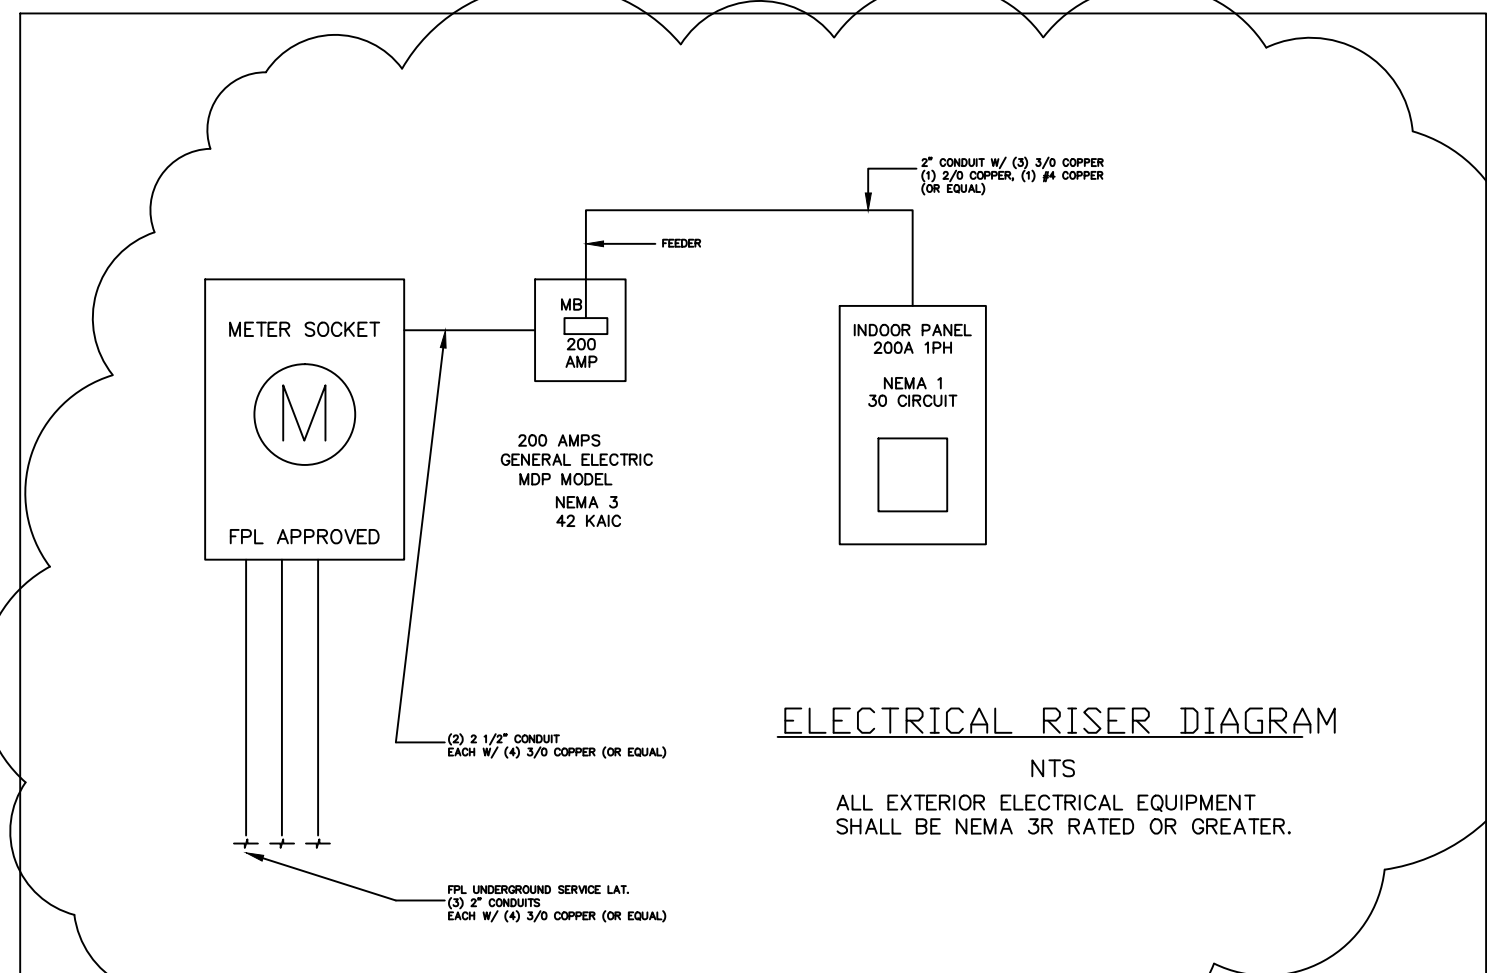 2" CONDUIT W/ (3) 3/0 COPPER
(1) 2/0 COPPER, (1) #4 COPPER
(OR EQUAL)
FEEDER
METER SOCKET
M
FPL APPROVED
MB
200
AMP
200 AMPS
GENERAL ELECTRIC
MDP MODEL
NEMA 3
42 KAIC
INDOOR PANEL
200A 1PH
NEMA 1
30 CIRCUIT
(2) 2 1/2" CONDUIT
EACH W/ (4) 3/0 COPPER (OR EQUAL)
FPL UNDERGROUND SERVICE LAT.
(3) 2" CONDUITS
EACH W/ (4) 3/0 COPPER (OR EQUAL)
ELECTRICAL RISER DIAGRAM
NTS
ALL EXTERIOR ELECTRICAL EQUIPMENT
SHALL BE NEMA 3R RATED OR GREATER.